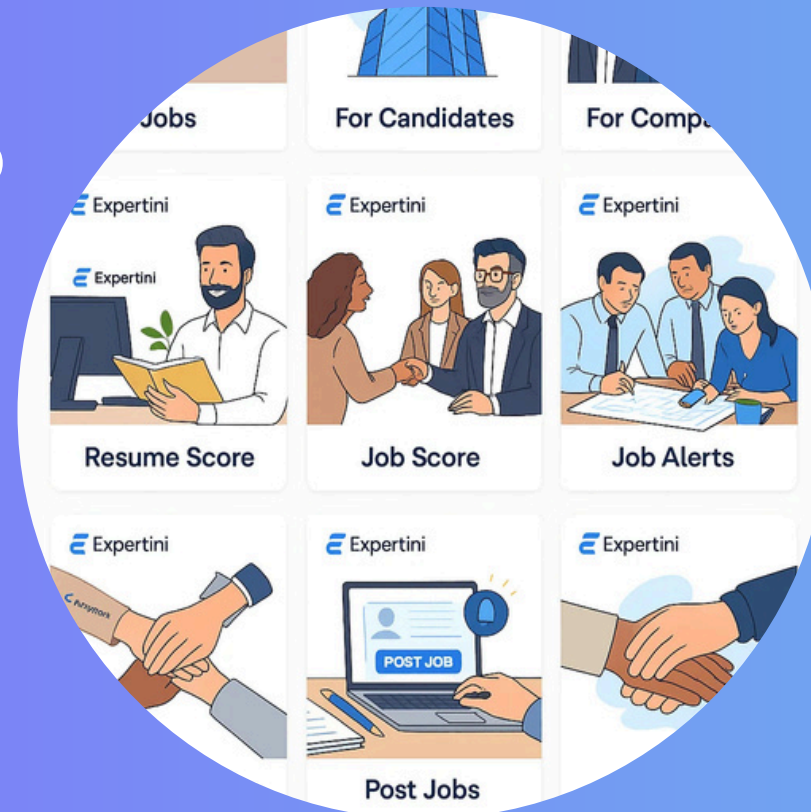 Jobs
For Candidates
For Comp
Expertini
Expertini
Expertini
Expertini
Resume Score
Job Score
Job Alerts
Expertini
Expertini
Expertini
POST JOB
Post Jobs